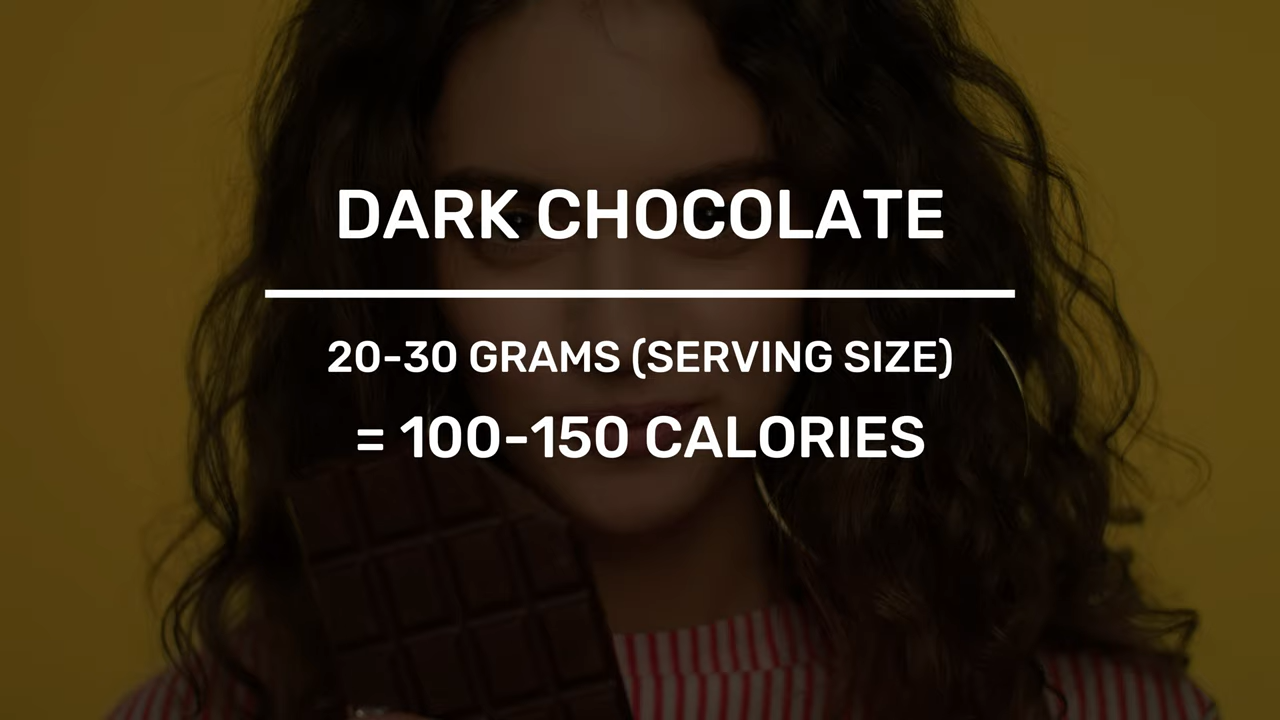 DARK CHOCOLATE
20-30 GRAMS (SERVING SIZE)
= 100-150 CALORIES